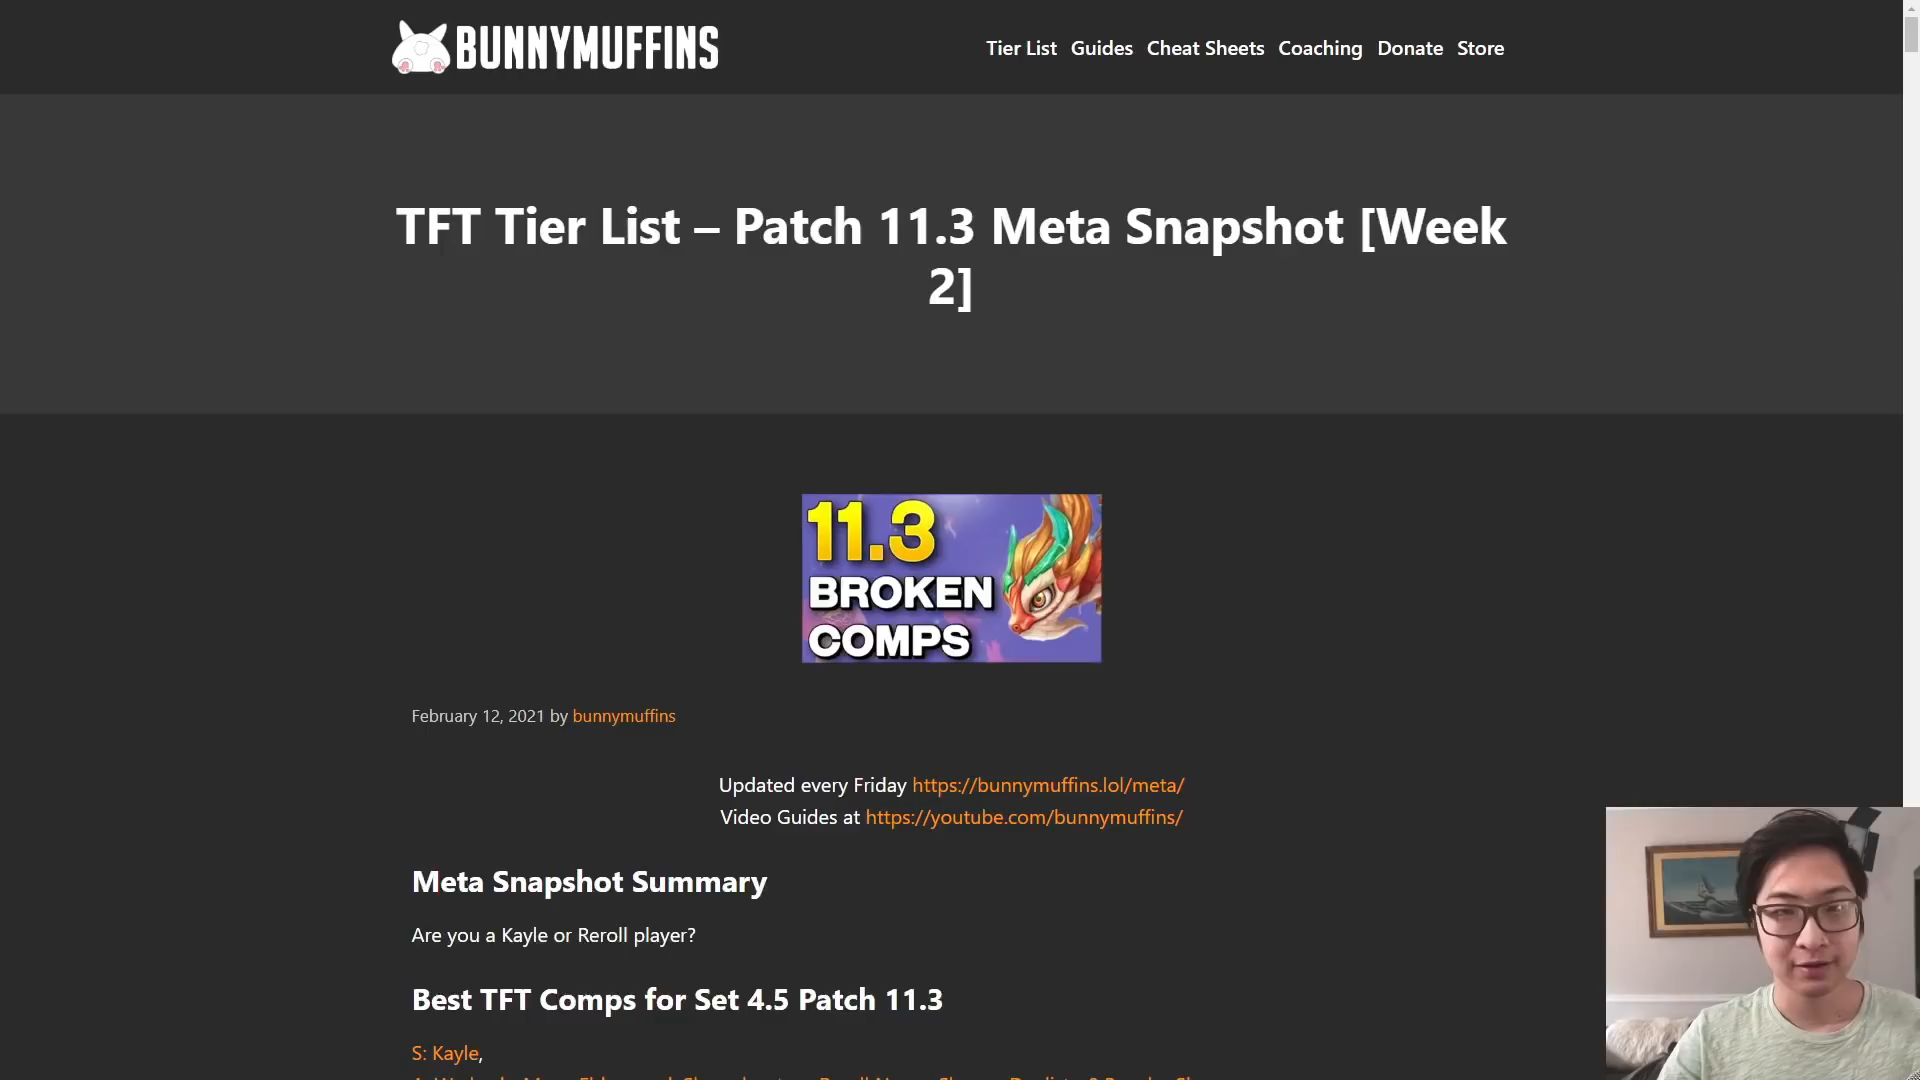 BUNNYMUFFINS
Tier List Guides Cheat Sheets Coaching Donate Store
TFT Tier List – Patch 11.3 Meta Snapshot [Week
2]
11.3
BROKEN
COMPS
February 12, 2021 by bunnymuffins
Updated every Friday https://bunnymuffins.lol/meta/
Video Guides at https://youtube.com/bunnymuffins/
Meta Snapshot Summary
Are you a Kayle or Reroll player?
Best TFT Comps for Set 4.5 Patch 11.3
S: Kayle,